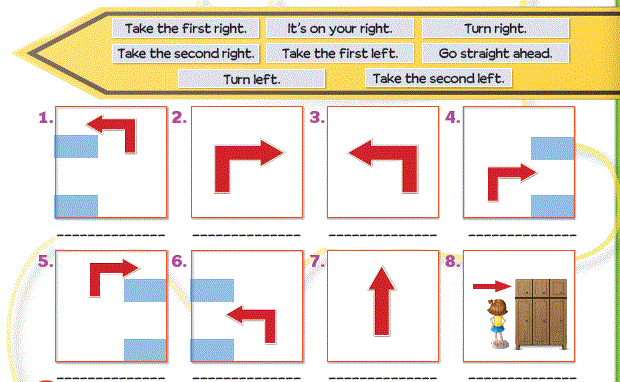 Take the first right. It's on your right. Turn right.
Take the second right. Take the first left. Go straight ahead.
Turn left. Take the second left.
1. 2. 3. 4.
5. 6. 7. 8.